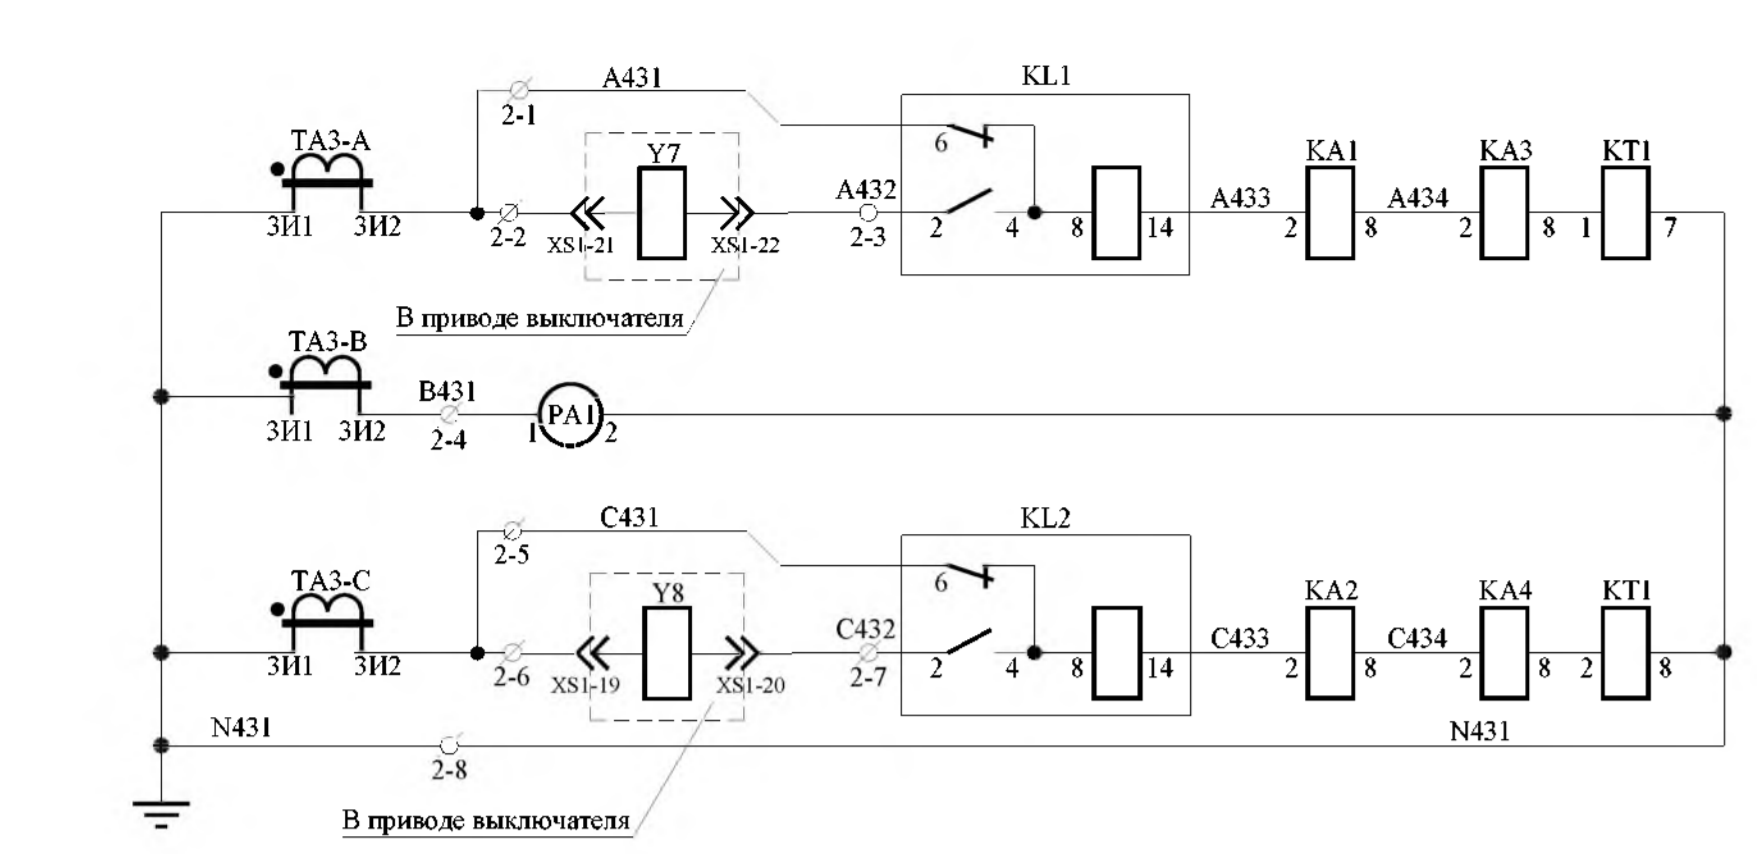 A431
KL1
2-1
ТА3-А
Y7
6
KA1
KA3
KT1
A432
A433
A434
3И1
3И2
2-2
XS1-21
XS1-22
2-3
2
4
8
14
2
8
2
8
1
7
В приводе выключателя
ТА3-В
B431
3И1
3И2
2-4
1
PA1
2
C431
KL2
2-5
ТА3-С
Y8
6
KA2
KA4
KT1
C432
C433
C434
3И1
3И2
2-6
XS1-19
XS1-20
2-7
2
4
8
14
2
8
2
8
2
8
N431
N431
2-8
В приводе выключателя